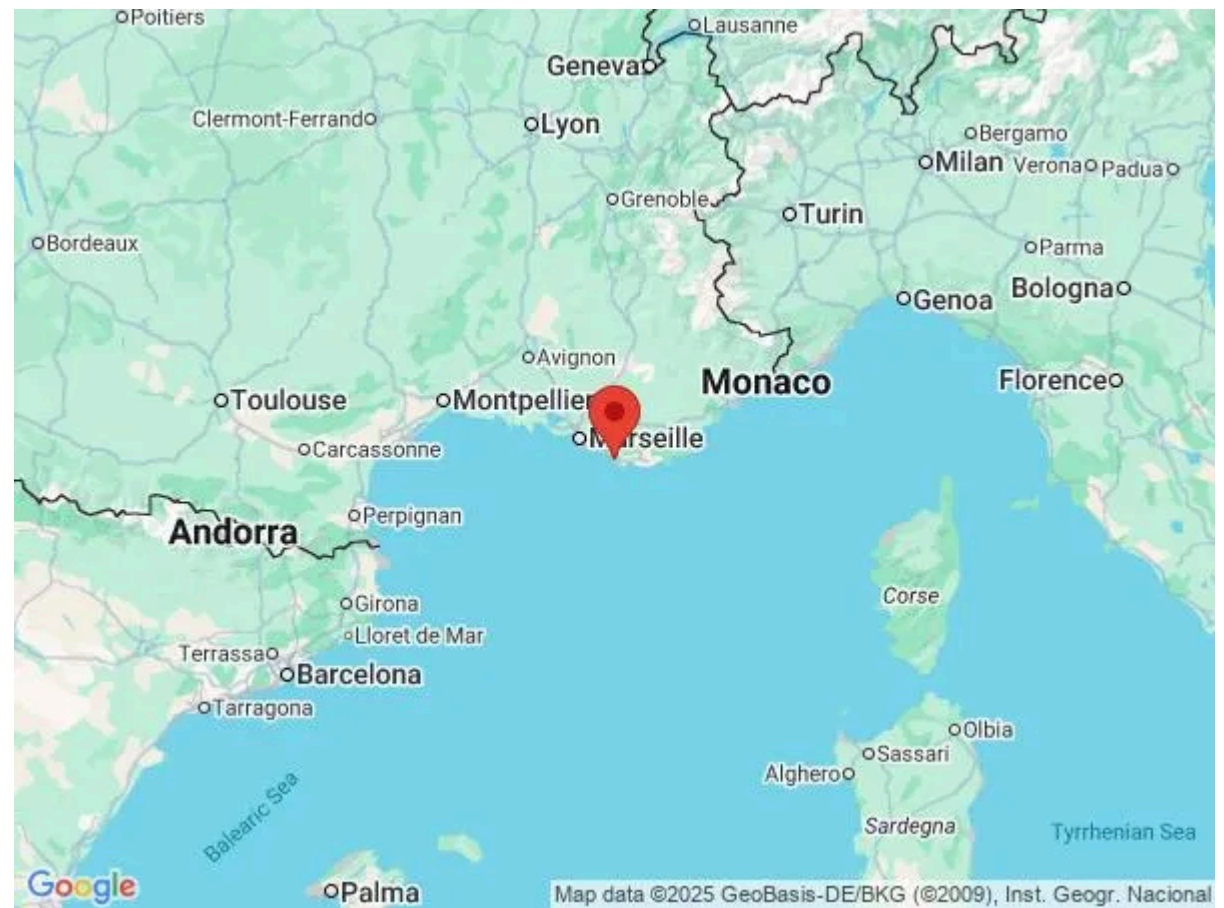 Poitiers
Lausanne
Geneva
Clermont-Ferrand
Lyon
Bergamo
Milan
Verona
Padua
Grenoble
Turin
Bordeaux
Parma
Genoa
Bologna
Avignon
Monaco
Florence
Toulouse
Montpellier
Marseille
Carcassonne
Perpignan
Andorra
Corse
Girona
Lloret de Mar
Terrassa
Barcelona
Tarragona
Olbia
Sassari
Alghero
Balearic Sea
Sardegna
Tyrrhenian Sea
Google
Palma
Map data ©2025 GeoBasis-DE/BKG (©2009), Inst. Geogr. Nacional